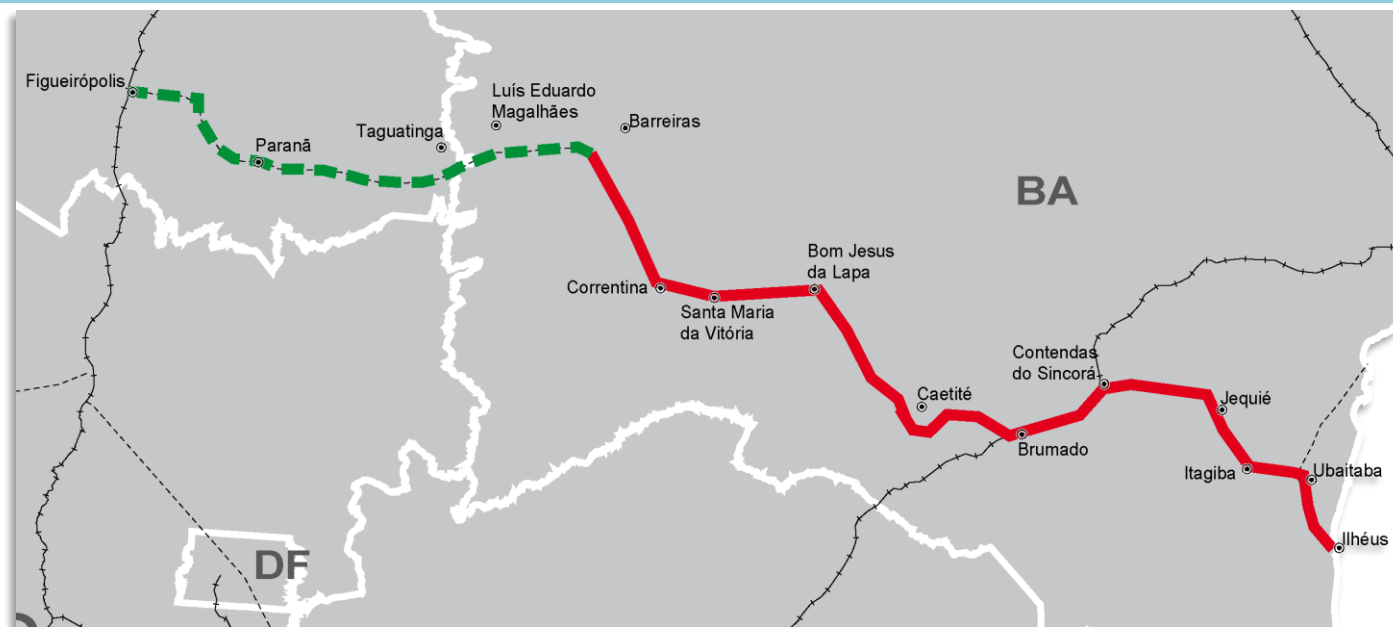 Figueirópolis
Paranã
Taguatinga
Luís Eduardo
Magalhães
Barreiras
BA
Correntina
Santa Maria
da Vitória
Bom Jesus
da Lapa
Caetité
Contendas
do Sincorá
Brumado
Jequié
Itagiba
Ubaitaba
Ilhéus
DF